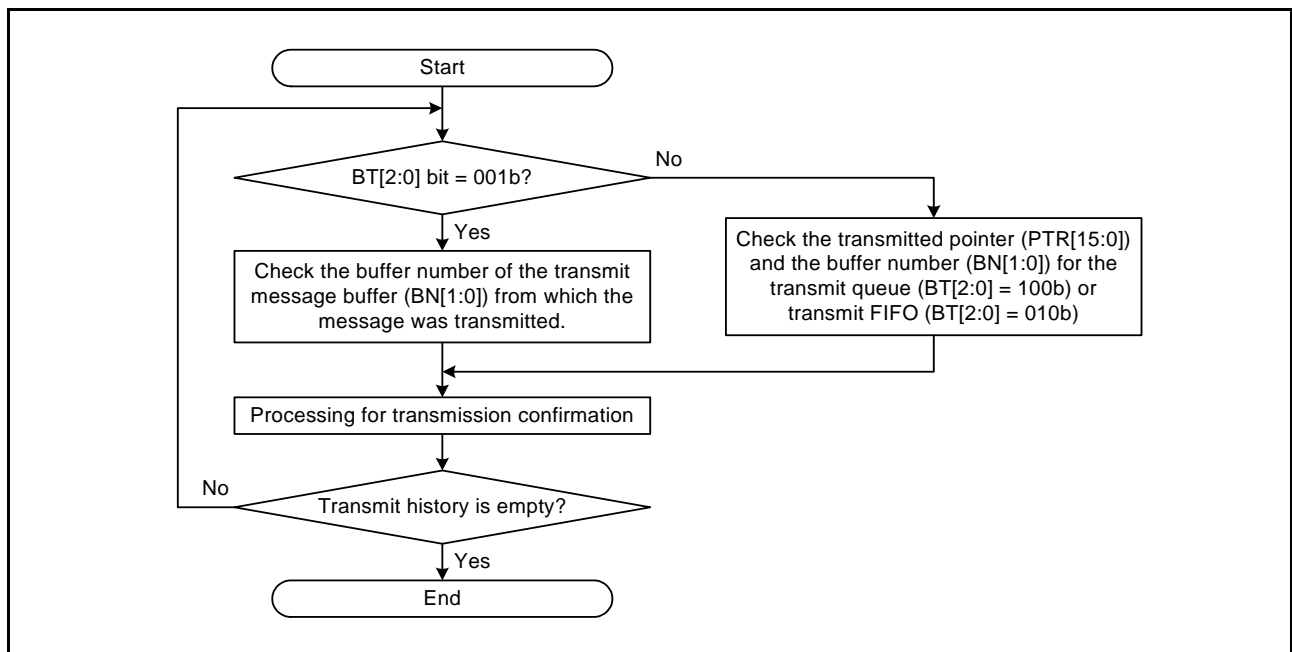 Start
BT[2:0] bit = 001b?
No
Yes
Check the buffer number of the transmit
message buffer (BN[1:0]) from which the
message was transmitted.
Check the transmitted pointer (PTR[15:0])
and the buffer number (BN[1:0]) for the
transmit queue (BT[2:0] = 100b) or
transmit FIFO (BT[2:0] = 010b)
Processing for transmission confirmation
Transmit history is empty?
No
Yes
End